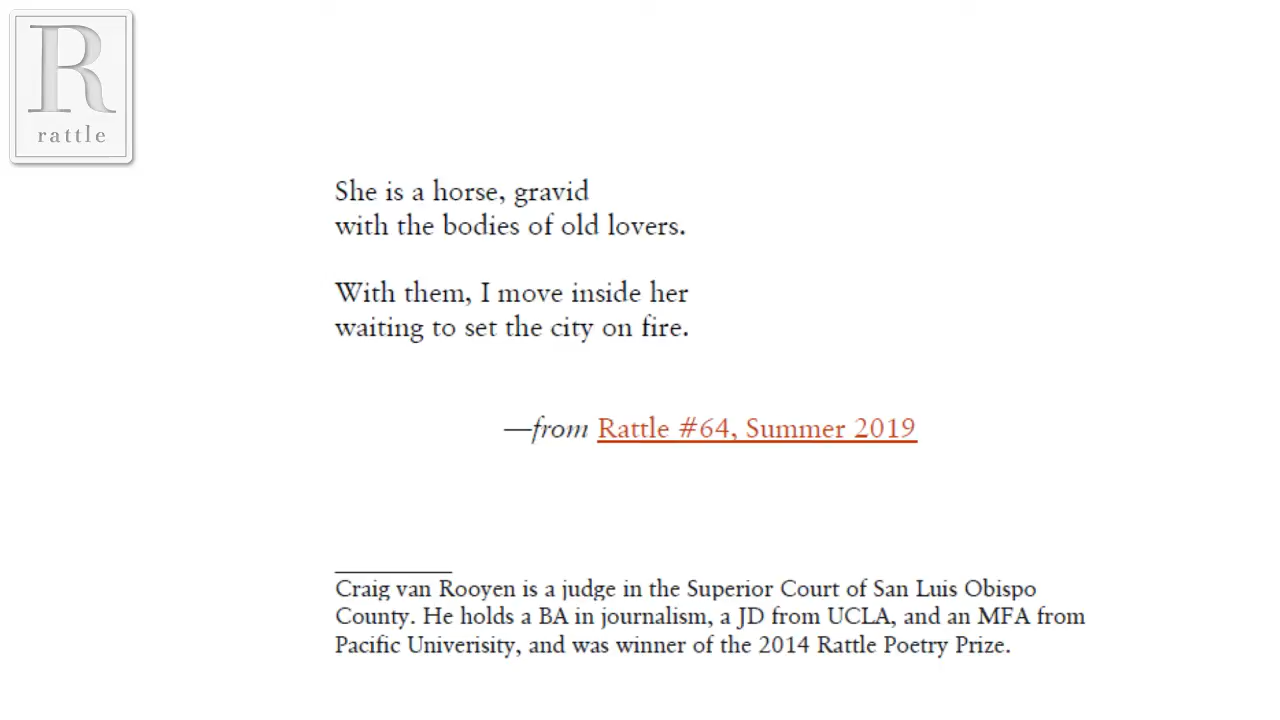 R
rattle
She is a horse, gravid
with the bodies of old lovers.
With them, I move inside her
waiting to set the city on fire.
—from Rattle #64, Summer 2019
Craig van Rooyen is a judge in the Superior Court of San Luis Obispo
County. He holds a BA in journalism, a JD from UCLA, and an MFA from
Pacific Univerisity, and was winner of the 2014 Rattle Poetry Prize.